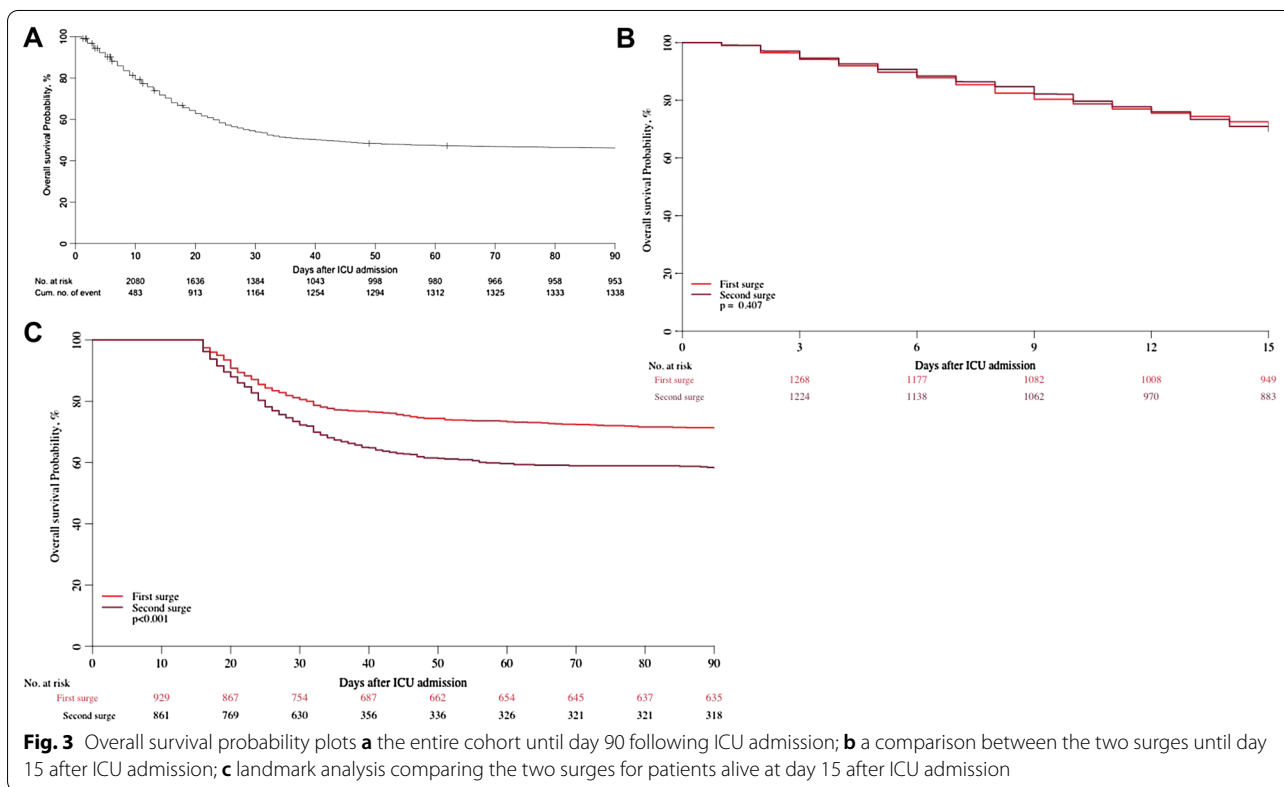 A
Overall survival Probability, %
100
80
60
40
20
0
0 10 20 30 40 50 60 70 80 90
Days after ICU admission
No. at risk 2080 1636 1384 1043 998 980 966 958 953
Cum. no. of event 483 913 1164 1254 1294 1312 1325 1333 1338
B
Overall survival Probability, %
100
80
60
40
20
0
First surge
Second surge
p = 0.407
0 3 6 9 12 15
No. at risk Days after ICU admission
First surge 1268 1177 1082 1008 949
Second surge 1224 1138 1062 970 883
C
Overall survival Probability, %
100
80
60
40
20
0
First surge
Second surge
p<0.001
0 10 20 30 40 50 60 70 80 90
No. at risk Days after ICU admission
First surge 929 867 754 687 662 654 645 637 635
Second surge 861 769 630 356 336 326 321 321 318
Fig. 3 Overall survival probability plots a the entire cohort until day 90 following ICU admission; b a comparison between the two surges until day
15 after ICU admission; c landmark analysis comparing the two surges for patients alive at day 15 after ICU admission